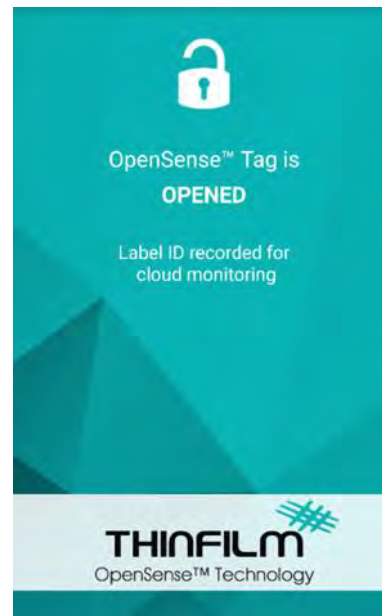 OpenSense™ Tag is
OPENED
Label ID recorded for
cloud monitoring
THINFILM
OpenSense™ Technology